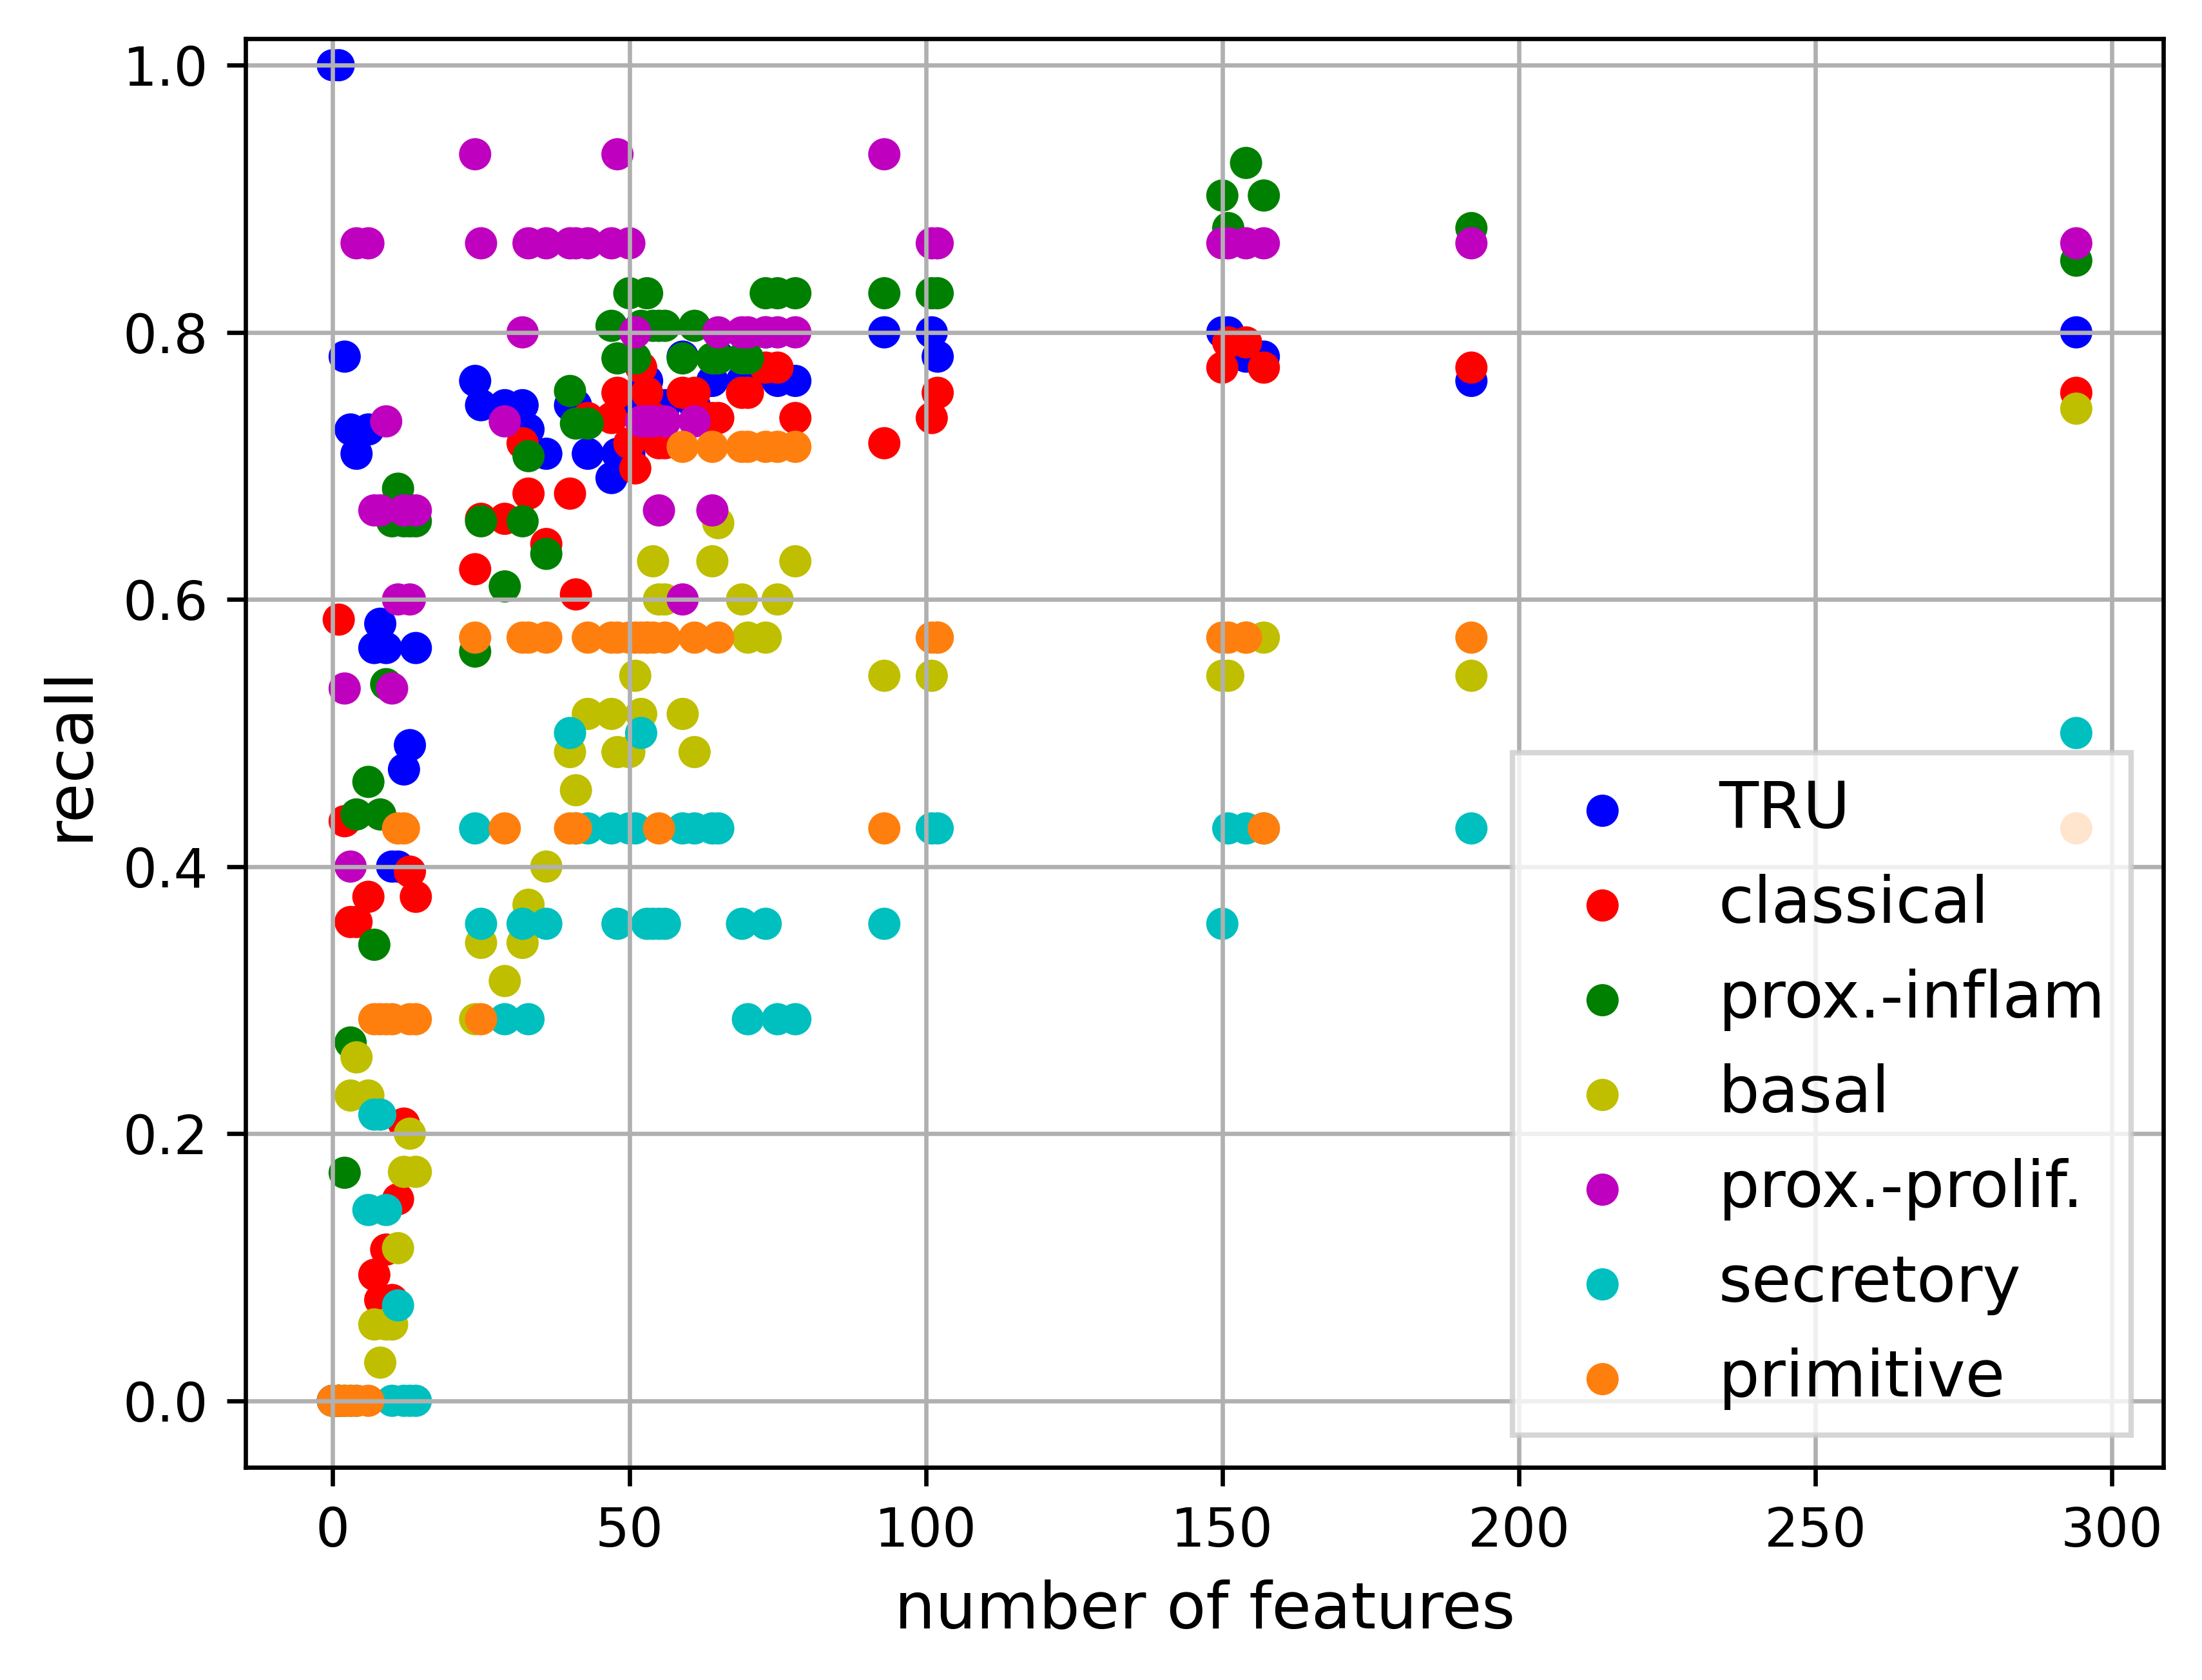 1.0
0.8
0.6
0.4
0.2
0.0
recall
0
50
100
150
200
250
300
number of features
TRU
classical
prox.-inflam
basal
prox.-prolif.
secretory
primitive